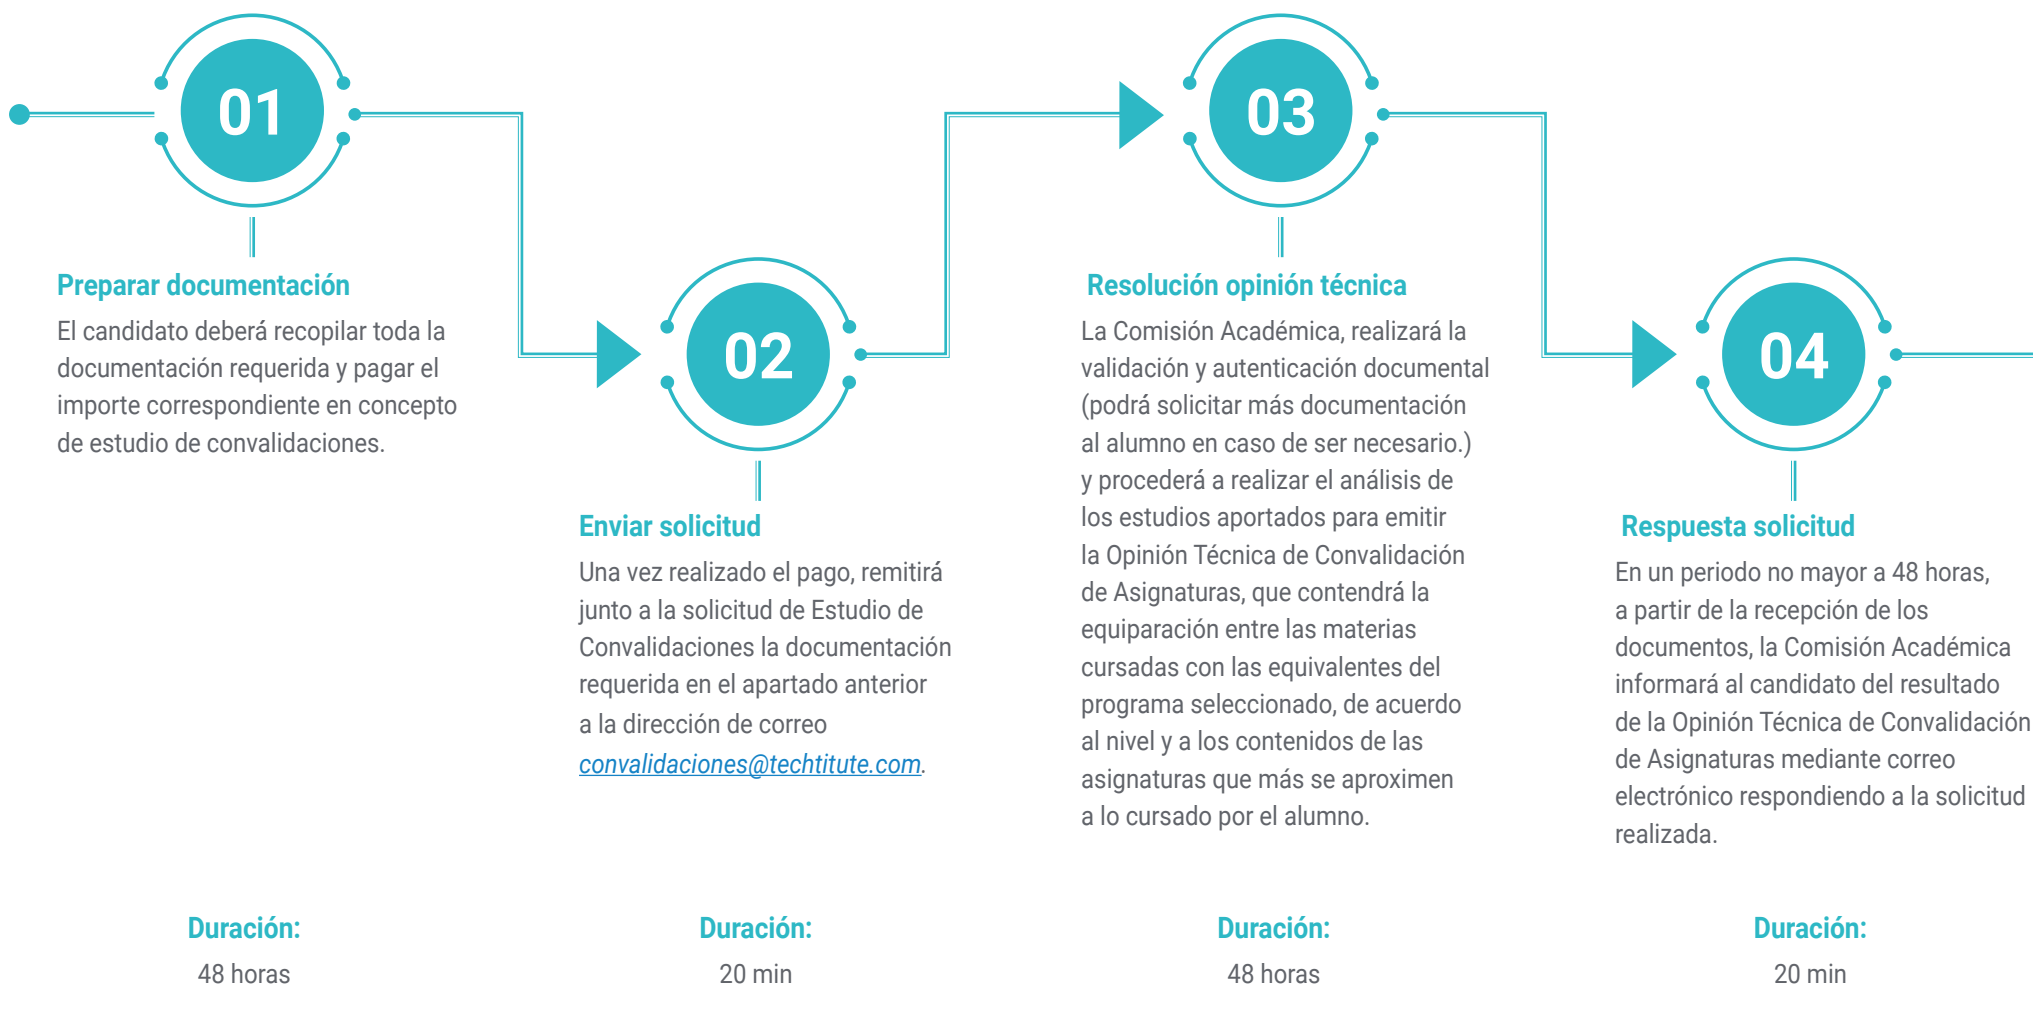 01
Preparar documentación
El candidato deberá recopilar toda la
documentación requerida y pagar el
importe correspondiente en concepto
de estudio de convalidaciones.
Duración:
48 horas
02
Enviar solicitud
Una vez realizado el pago, remitirá
junto a la solicitud de Estudio de
Convalidaciones la documentación
requerida en el apartado anterior
a la dirección de correo
convalidaciones@techtitute.com.
Duración:
20 min
03
Resolución opinión técnica
La Comisión Académica, realizará la
validación y autenticación documental
(podrá solicitar más documentación
al alumno en caso de ser necesario.)
y procederá a realizar el análisis de
los estudios aportados para emitir
la Opinión Técnica de Convalidación
de Asignaturas, que contendrá la
equiparación entre las materias
cursadas con las equivalentes del
programa seleccionado, de acuerdo
al nivel y a los contenidos de las
asignaturas que más se aproximen
a lo cursado por el alumno.
Duración:
48 horas
04
Respuesta solicitud
En un periodo no mayor a 48 horas,
a partir de la recepción de los
documentos, la Comisión Académica
informará al candidato del resultado
de la Opinión Técnica de Convalidación
de Asignaturas mediante correo
electrónico respondiendo a la solicitud
realizada.
Duración:
20 min